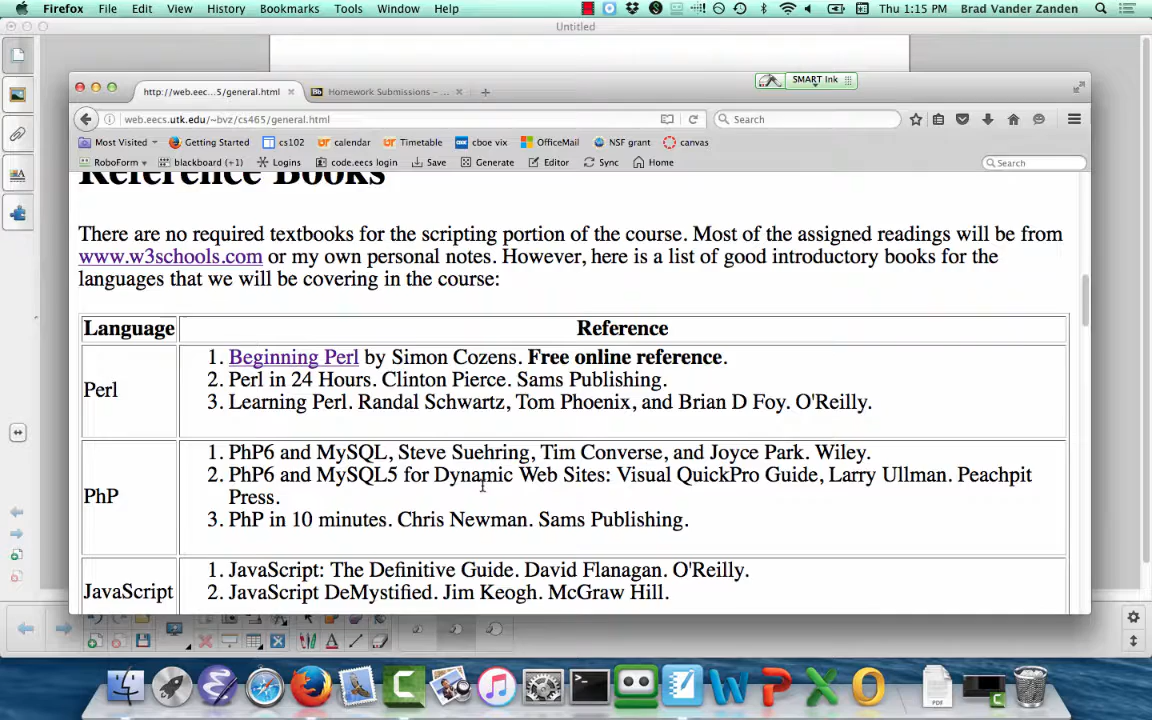 Firefox File Edit View History Bookmarks Tools Window Help Thu 1:15 PM Brad Vander Zanden
Untitled
SMART Ink
http://web.eec...5/general.html Homework Submissions – ...
web.eecs.utk.edu/~bvz/cs465/general.html Search
Most Visited Getting Started cs102 calendar Timetable cboe vix OfficeMail NSF grant canvas
RoboForm blackboard (+1) Logins code.eecs login Save Generate Editor Sync Home Search
Reference Books
There are no required textbooks for the scripting portion of the course. Most of the assigned readings will be from
www.w3schools.com or my own personal notes. However, here is a list of good introductory books for the
languages that we will be covering in the course:
Language Reference
Perl
1. Beginning Perl by Simon Cozens. Free online reference.
2. Perl in 24 Hours. Clinton Pierce. Sams Publishing.
3. Learning Perl. Randal Schwartz, Tom Phoenix, and Brian D Foy. O'Reilly.
PhP
1. PhP6 and MySQL, Steve Suehring, Tim Converse, and Joyce Park. Wiley.
2. PhP6 and MySQL5 for Dynamic Web Sites: Visual QuickPro Guide, Larry Ullman. Peachpit
Press.
3. PhP in 10 minutes. Chris Newman. Sams Publishing.
JavaScript
1. JavaScript: The Definitive Guide. David Flanagan. O'Reilly.
2. JavaScript DeMystified. Jim Keogh. McGraw Hill.
PDF